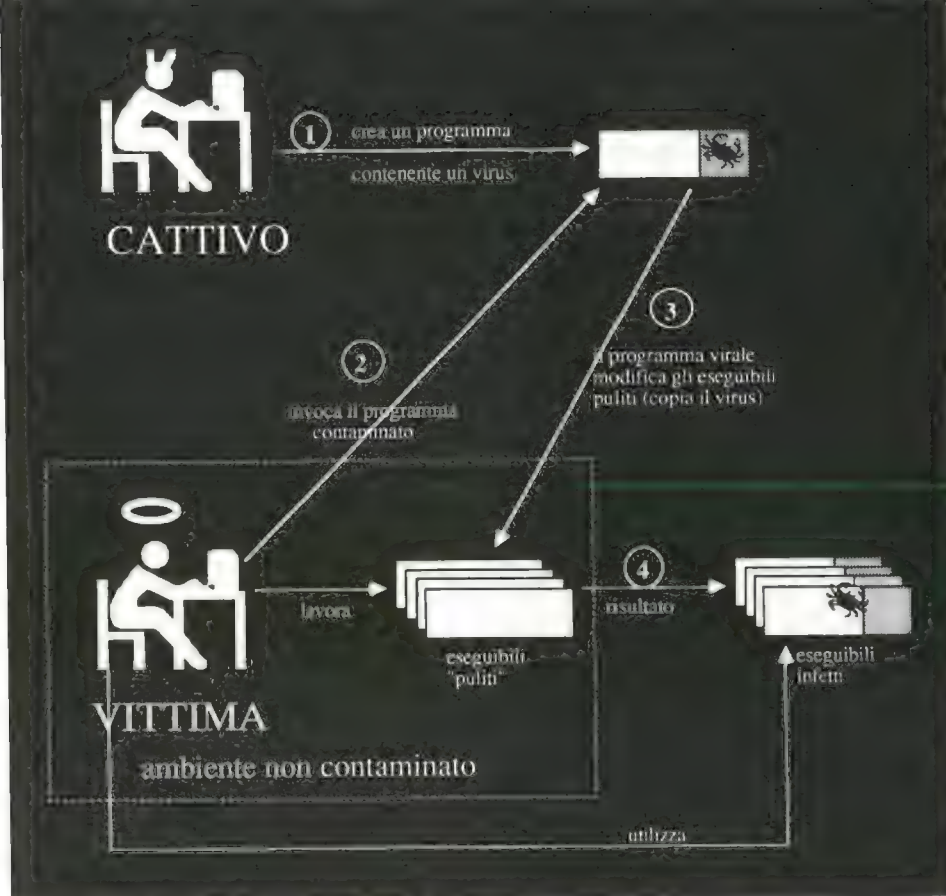 1
crea un programma
contenente un virus
CATTIVO
3
il programma virale
modifica gli eseguibili
puliti (copia il virus)
2
invoca il programma
contaminato
4
lavora
risultato
eseguibili
"puliti"
eseguibili
infetti
VITTIMA
ambiente non contaminato
utilizza